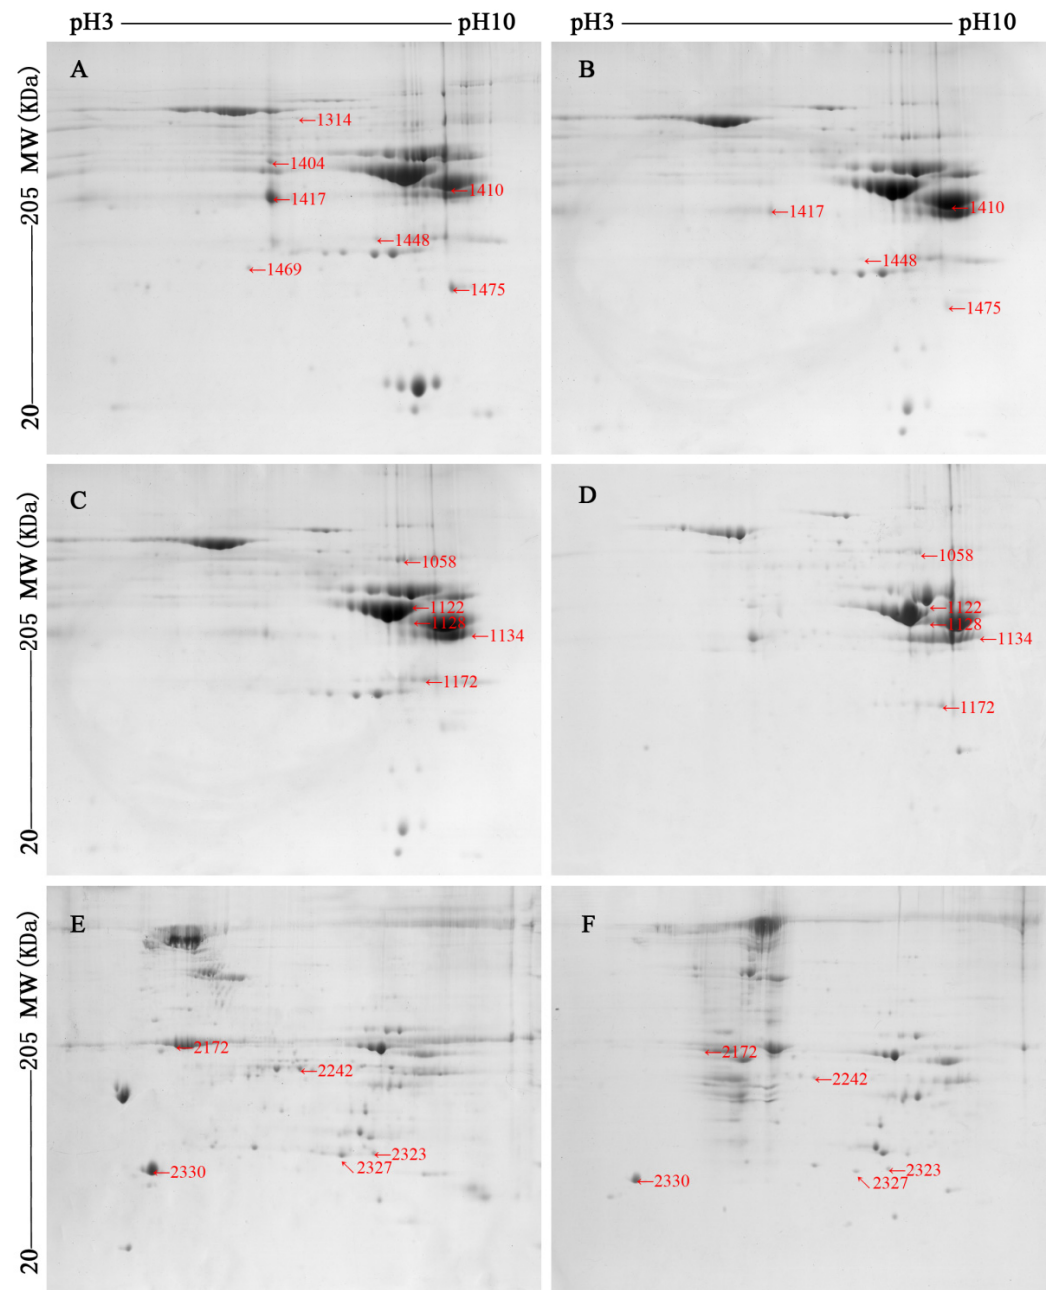 pH3 pH10 pH3 pH10
A B
←1314
←1404
←1417 ←1410 ←1417 ←1410
←1448 ←1448
←1469
←1475 ←1475
20 205 MW (KDa)
C D
←1058 ←1058
←1122 ←1122
←1128 ←1128
←1134 ←1134
←1172 ←1172
20 205 MW (KDa)
E F
←2172 ←2172
←2242 ←2242
←2323 ←2323
↖2327 ↖2327
←2330 ←2330
20 205 MW (KDa)